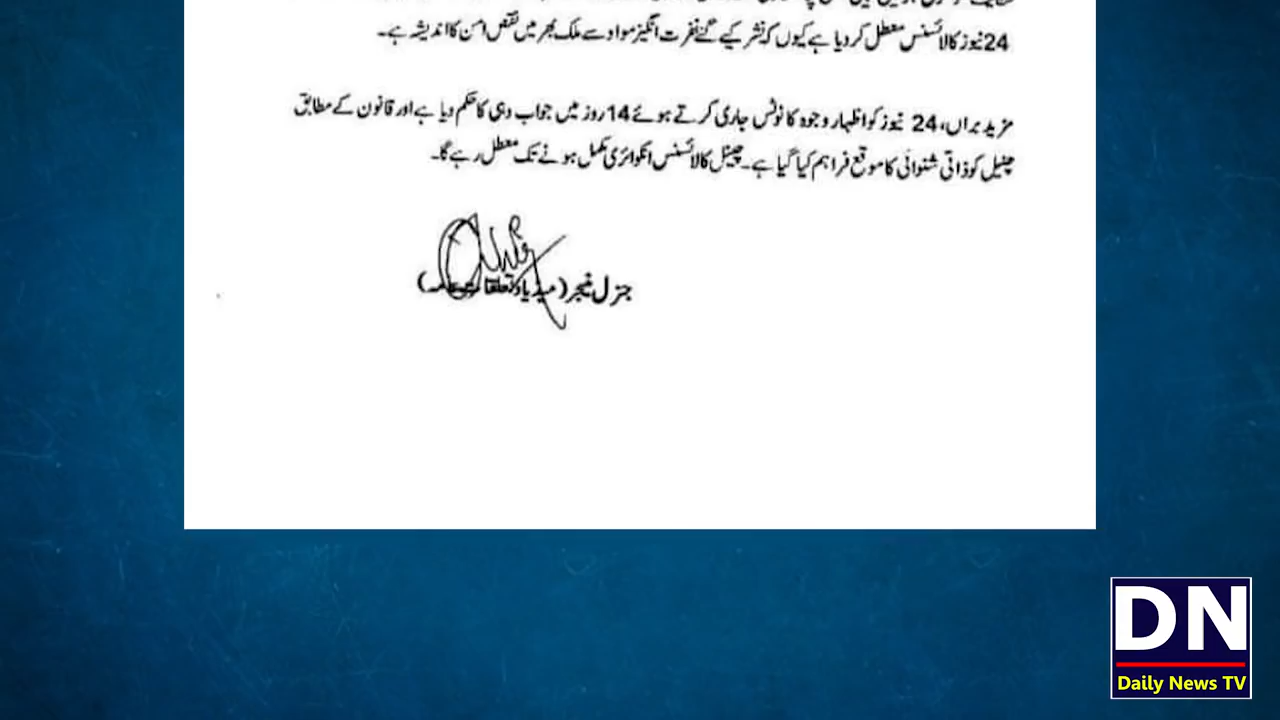 24 نیوز کا لائسنس معطل کر دیا ہے کیوں کہ نشر کیے گئے نفرت انگیز مواد سے ملک بھر میں نقص امن کا اندیشہ ہے۔
مزید براں، 24 نیوز کو اظہار وجوہ کا نوٹس جاری کرتے ہوئے 14 روز میں جواب دہی کا حکم دیا ہے اور قانون کے مطابق
چینل کو ذاتی شنوائی کا موقع فراہم کیا گیا ہے۔ چینل کا لائسنس انکوائری مکمل ہونے تک معطل رہے گا۔
جنرل منیجر (میڈیا و تعلقات عامہ)
DN
Daily News TV